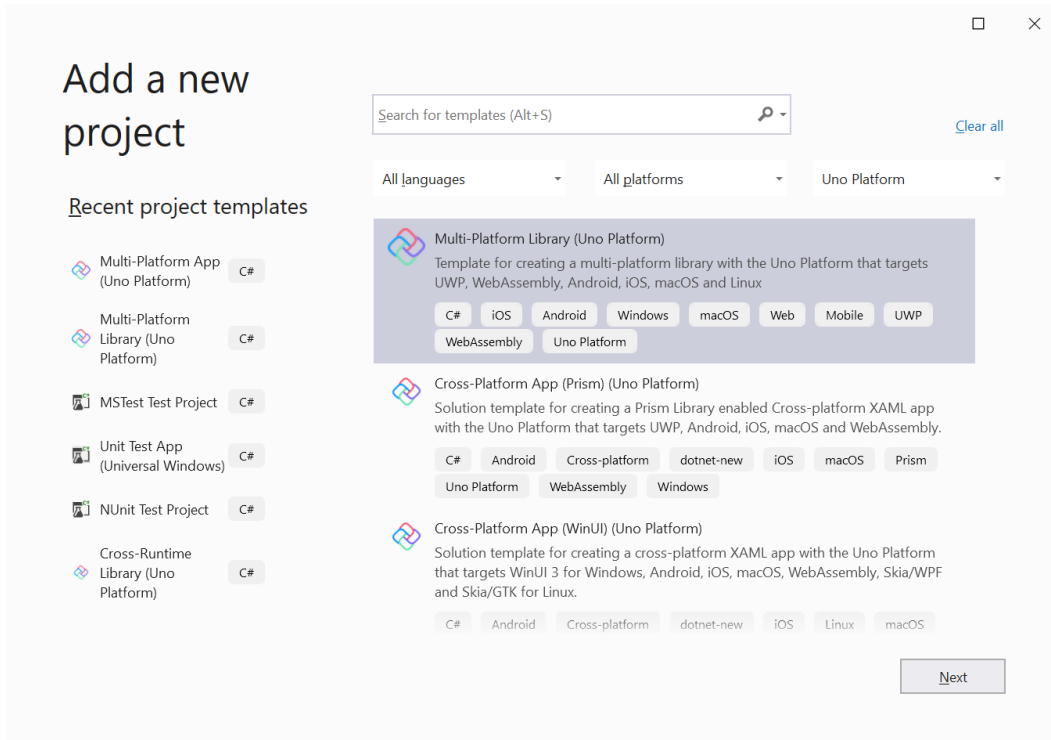 Add a new
project
Search for templates (Alt+S)
Clear all
All languages
All platforms
Uno Platform
Recent project templates
Multi-Platform App
(Uno Platform)
C#
Multi-Platform
Library (Uno
Platform)
C#
MSTest Test Project
C#
Unit Test App
(Universal Windows)
C#
NUnit Test Project
C#
Cross-Runtime
Library (Uno
Platform)
C#
Multi-Platform Library (Uno Platform)
Template for creating a multi-platform library with the Uno Platform that targets
UWP, WebAssembly, Android, iOS, macOS and Linux
C# iOS Android Windows macOS Web Mobile UWP
WebAssembly Uno Platform
Cross-Platform App (Prism) (Uno Platform)
Solution template for creating a Prism Library enabled Cross-platform XAML app
with the Uno Platform that targets UWP, Android, iOS, macOS and WebAssembly.
C# Android Cross-platform dotnet-new iOS macOS Prism
Uno Platform WebAssembly Windows
Cross-Platform App (WinUI) (Uno Platform)
Solution template for creating a cross-platform XAML app with the Uno Platform
that targets WinUI 3 for Windows, Android, iOS, macOS, WebAssembly, Skia/WPF
and Skia/GTK for Linux.
C# Android Cross-platform dotnet-new iOS Linux macOS
Next